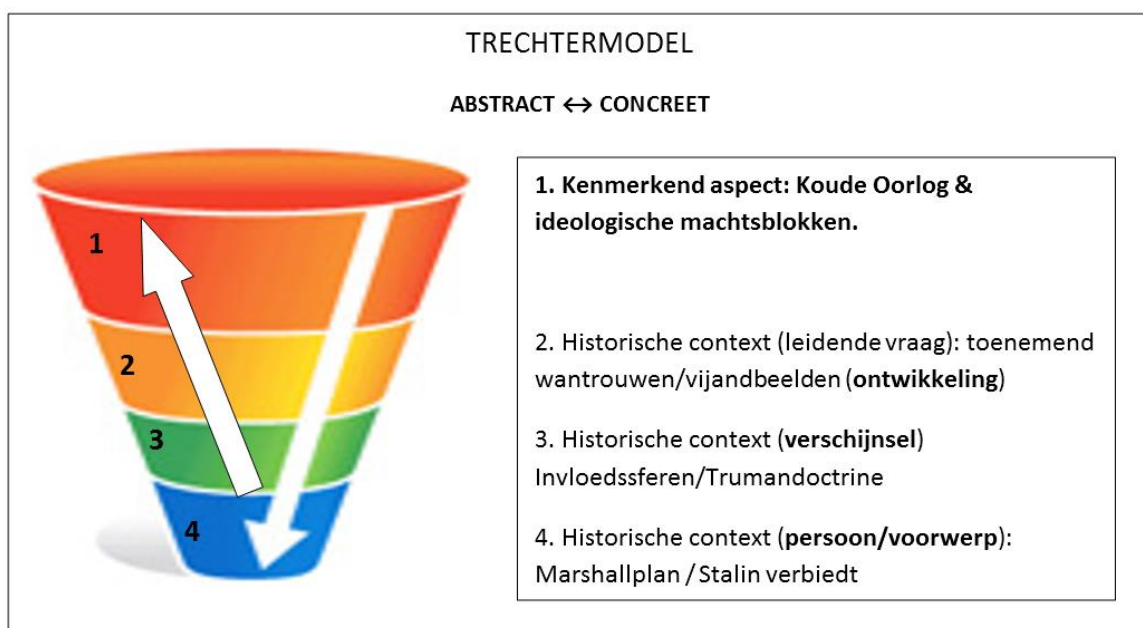 TRECHTERMODEL
ABSTRACT ↔ CONCREET
1
2
3
4
1. Kenmerkend aspect: Koude Oorlog &
ideologische machtsblokken.
2. Historische context (leidende vraag): toenemend
wantrouwen/vijandbeelden (ontwikkeling)
3. Historische context (verschijnsel)
Invloedssferen/Trumandoctrine
4. Historische context (persoon/voorwerp):
Marshallplan / Stalin verbiedt